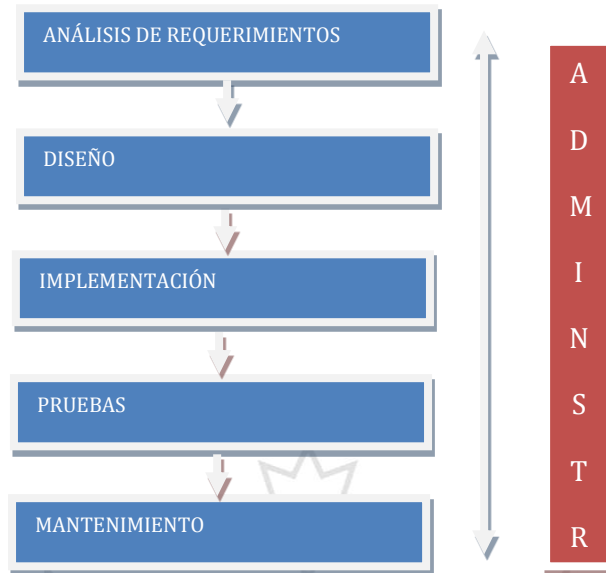 ANÁLISIS DE REQUERIMIENTOS
DISEÑO
IMPLEMENTACIÓN
PRUEBAS
MANTENIMIENTO
A
D
M
I
N
S
T
R